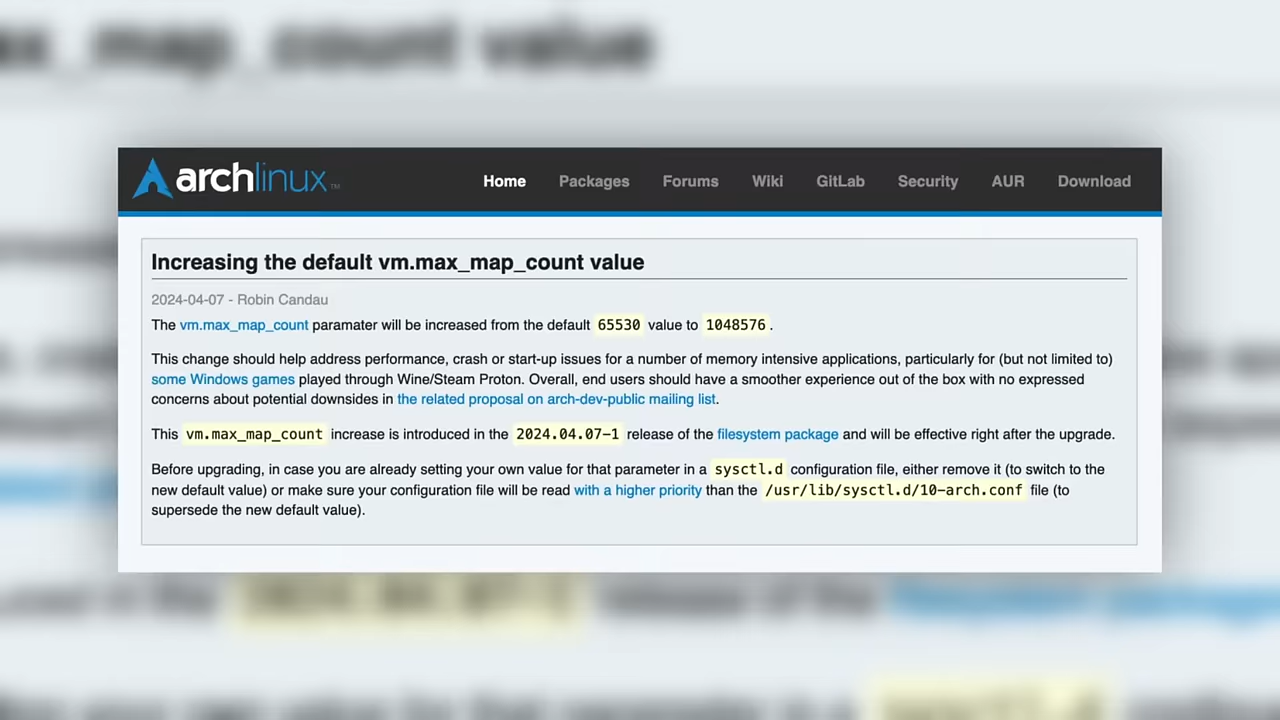 max_map_count value
archlinux™
Home Packages Forums Wiki GitLab Security AUR Download
Increasing the default vm.max_map_count value
2024-04-07 - Robin Candau
The vm.max_map_count paramater will be increased from the default 65530 value to 1048576.
This change should help address performance, crash or start-up issues for a number of memory intensive applications, particularly for (but not limited to)
some Windows games played through Wine/Steam Proton. Overall, end users should have a smoother experience out of the box with no expressed
concerns about potential downsides in the related proposal on arch-dev-public mailing list.
This vm.max_map_count increase is introduced in the 2024.04.07-1 release of the filesystem package and will be effective right after the upgrade.
Before upgrading, in case you are already setting your own value for that parameter in a sysctl.d configuration file, either remove it (to switch to the
new default value) or make sure your configuration file will be read with a higher priority than the /usr/lib/sysctl.d/10-arch.conf file (to
supersede the new default value).